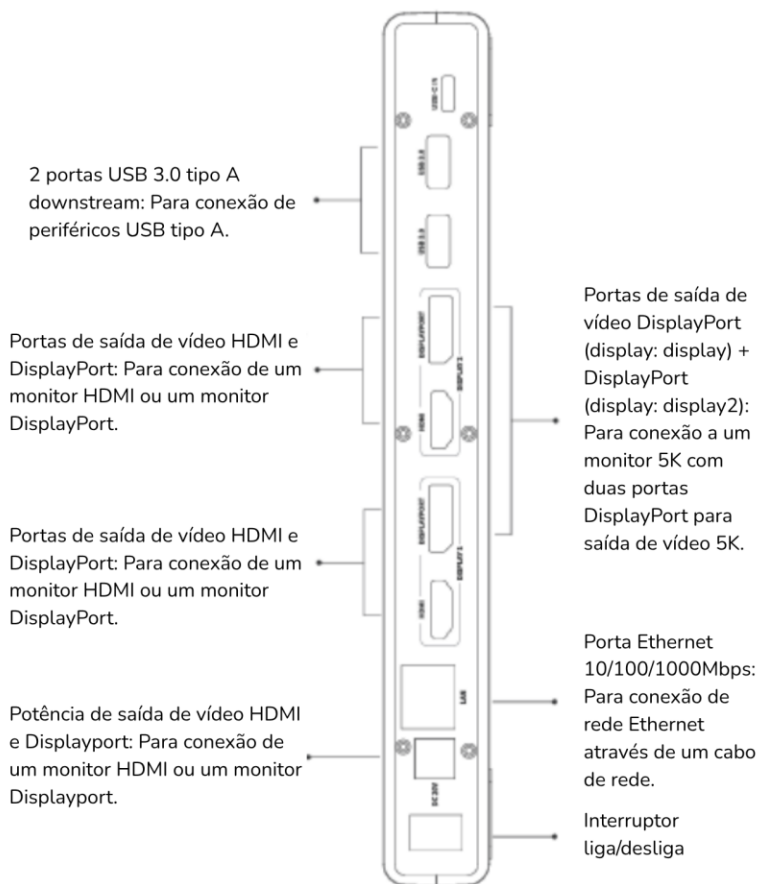 USB-C IN
USB 3.0
USB 3.0
2 portas USB 3.0 tipo A
downstream: Para conexão de
periféricos USB tipo A.
DISPLAYPORT
HDMI
DISPLAY 2
Portas de saída de vídeo HDMI e
DisplayPort: Para conexão de um
monitor HDMI ou um monitor
DisplayPort.
Portas de saída de
vídeo DisplayPort
(display: display) +
DisplayPort
(display: display2):
Para conexão a um
monitor 5K com
duas portas
DisplayPort para
saída de vídeo 5K.
DISPLAYPORT
HDMI
DISPLAY 1
Portas de saída de vídeo HDMI e
DisplayPort: Para conexão de um
monitor HDMI ou um monitor
DisplayPort.
LAN
Porta Ethernet
10/100/1000Mbps:
Para conexão de
rede Ethernet
através de um cabo
de rede.
DC 20V
Potência de saída de vídeo HDMI
e Displayport: Para conexão de
um monitor HDMI ou um monitor
Displayport.
Interruptor
liga/desliga